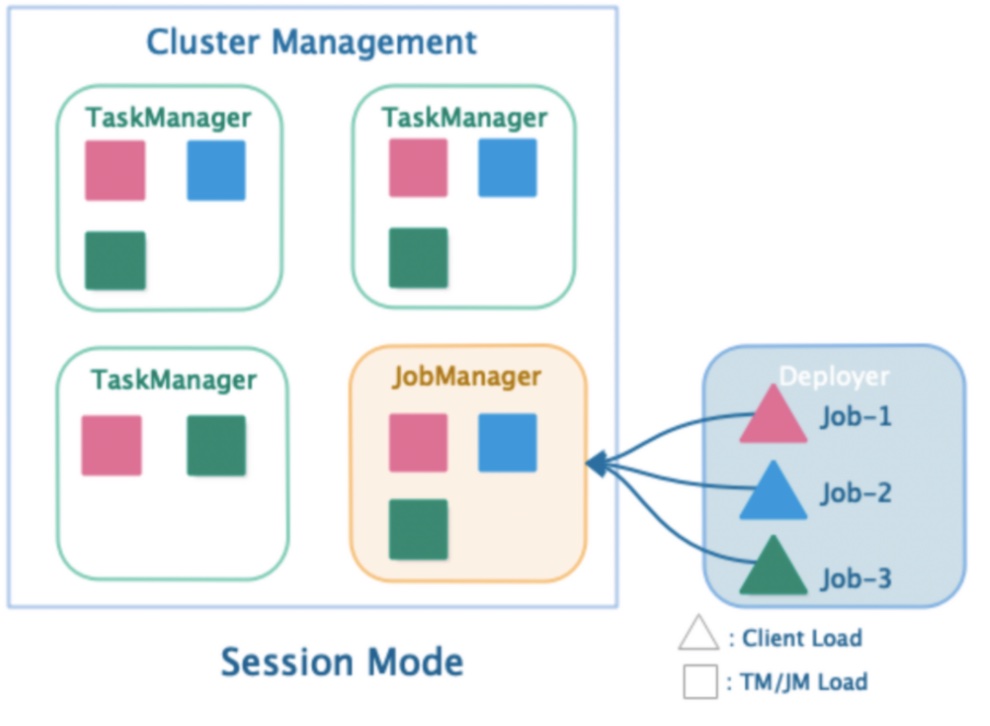 Cluster Management
TaskManager
TaskManager
TaskManager
JobManager
Deployer
Job-1
Job-2
Job-3
Session Mode
: Client Load
: TM/JM Load